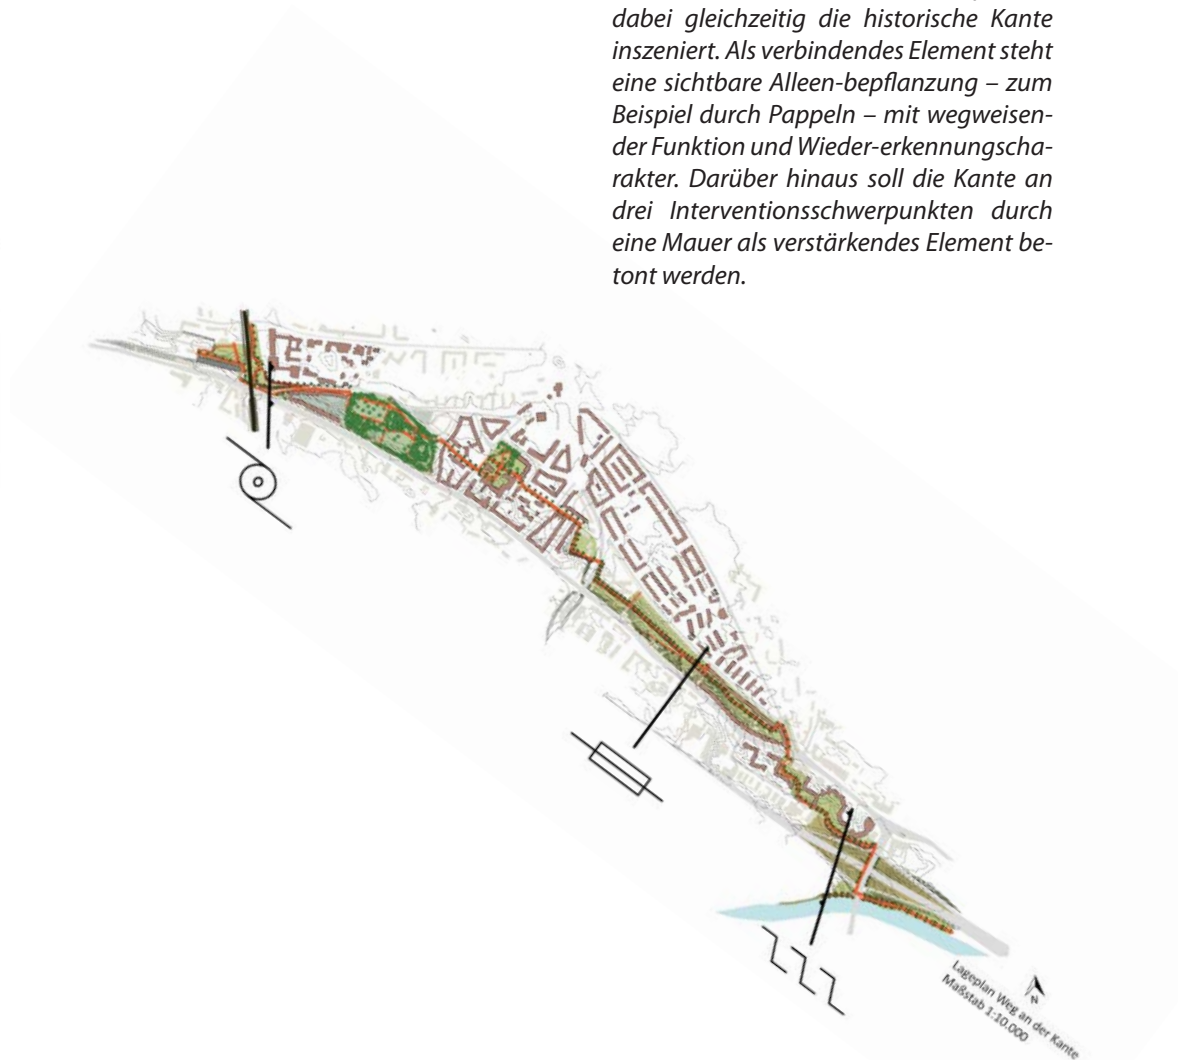 dabei gleichzeitig die historische Kante
inszeniert. Als verbindendes Element steht
eine sichtbare Alleen-bepflanzung – zum
Beispiel durch Pappeln – mit wegweisen-
der Funktion und Wieder-erkennungscha-
rakter. Darüber hinaus soll die Kante an
drei Interventionsschwerpunkten durch
eine Mauer als verstärkendes Element be-
tont werden.
N
Lageplan Weg an der Kante
Maßstab 1:10.000